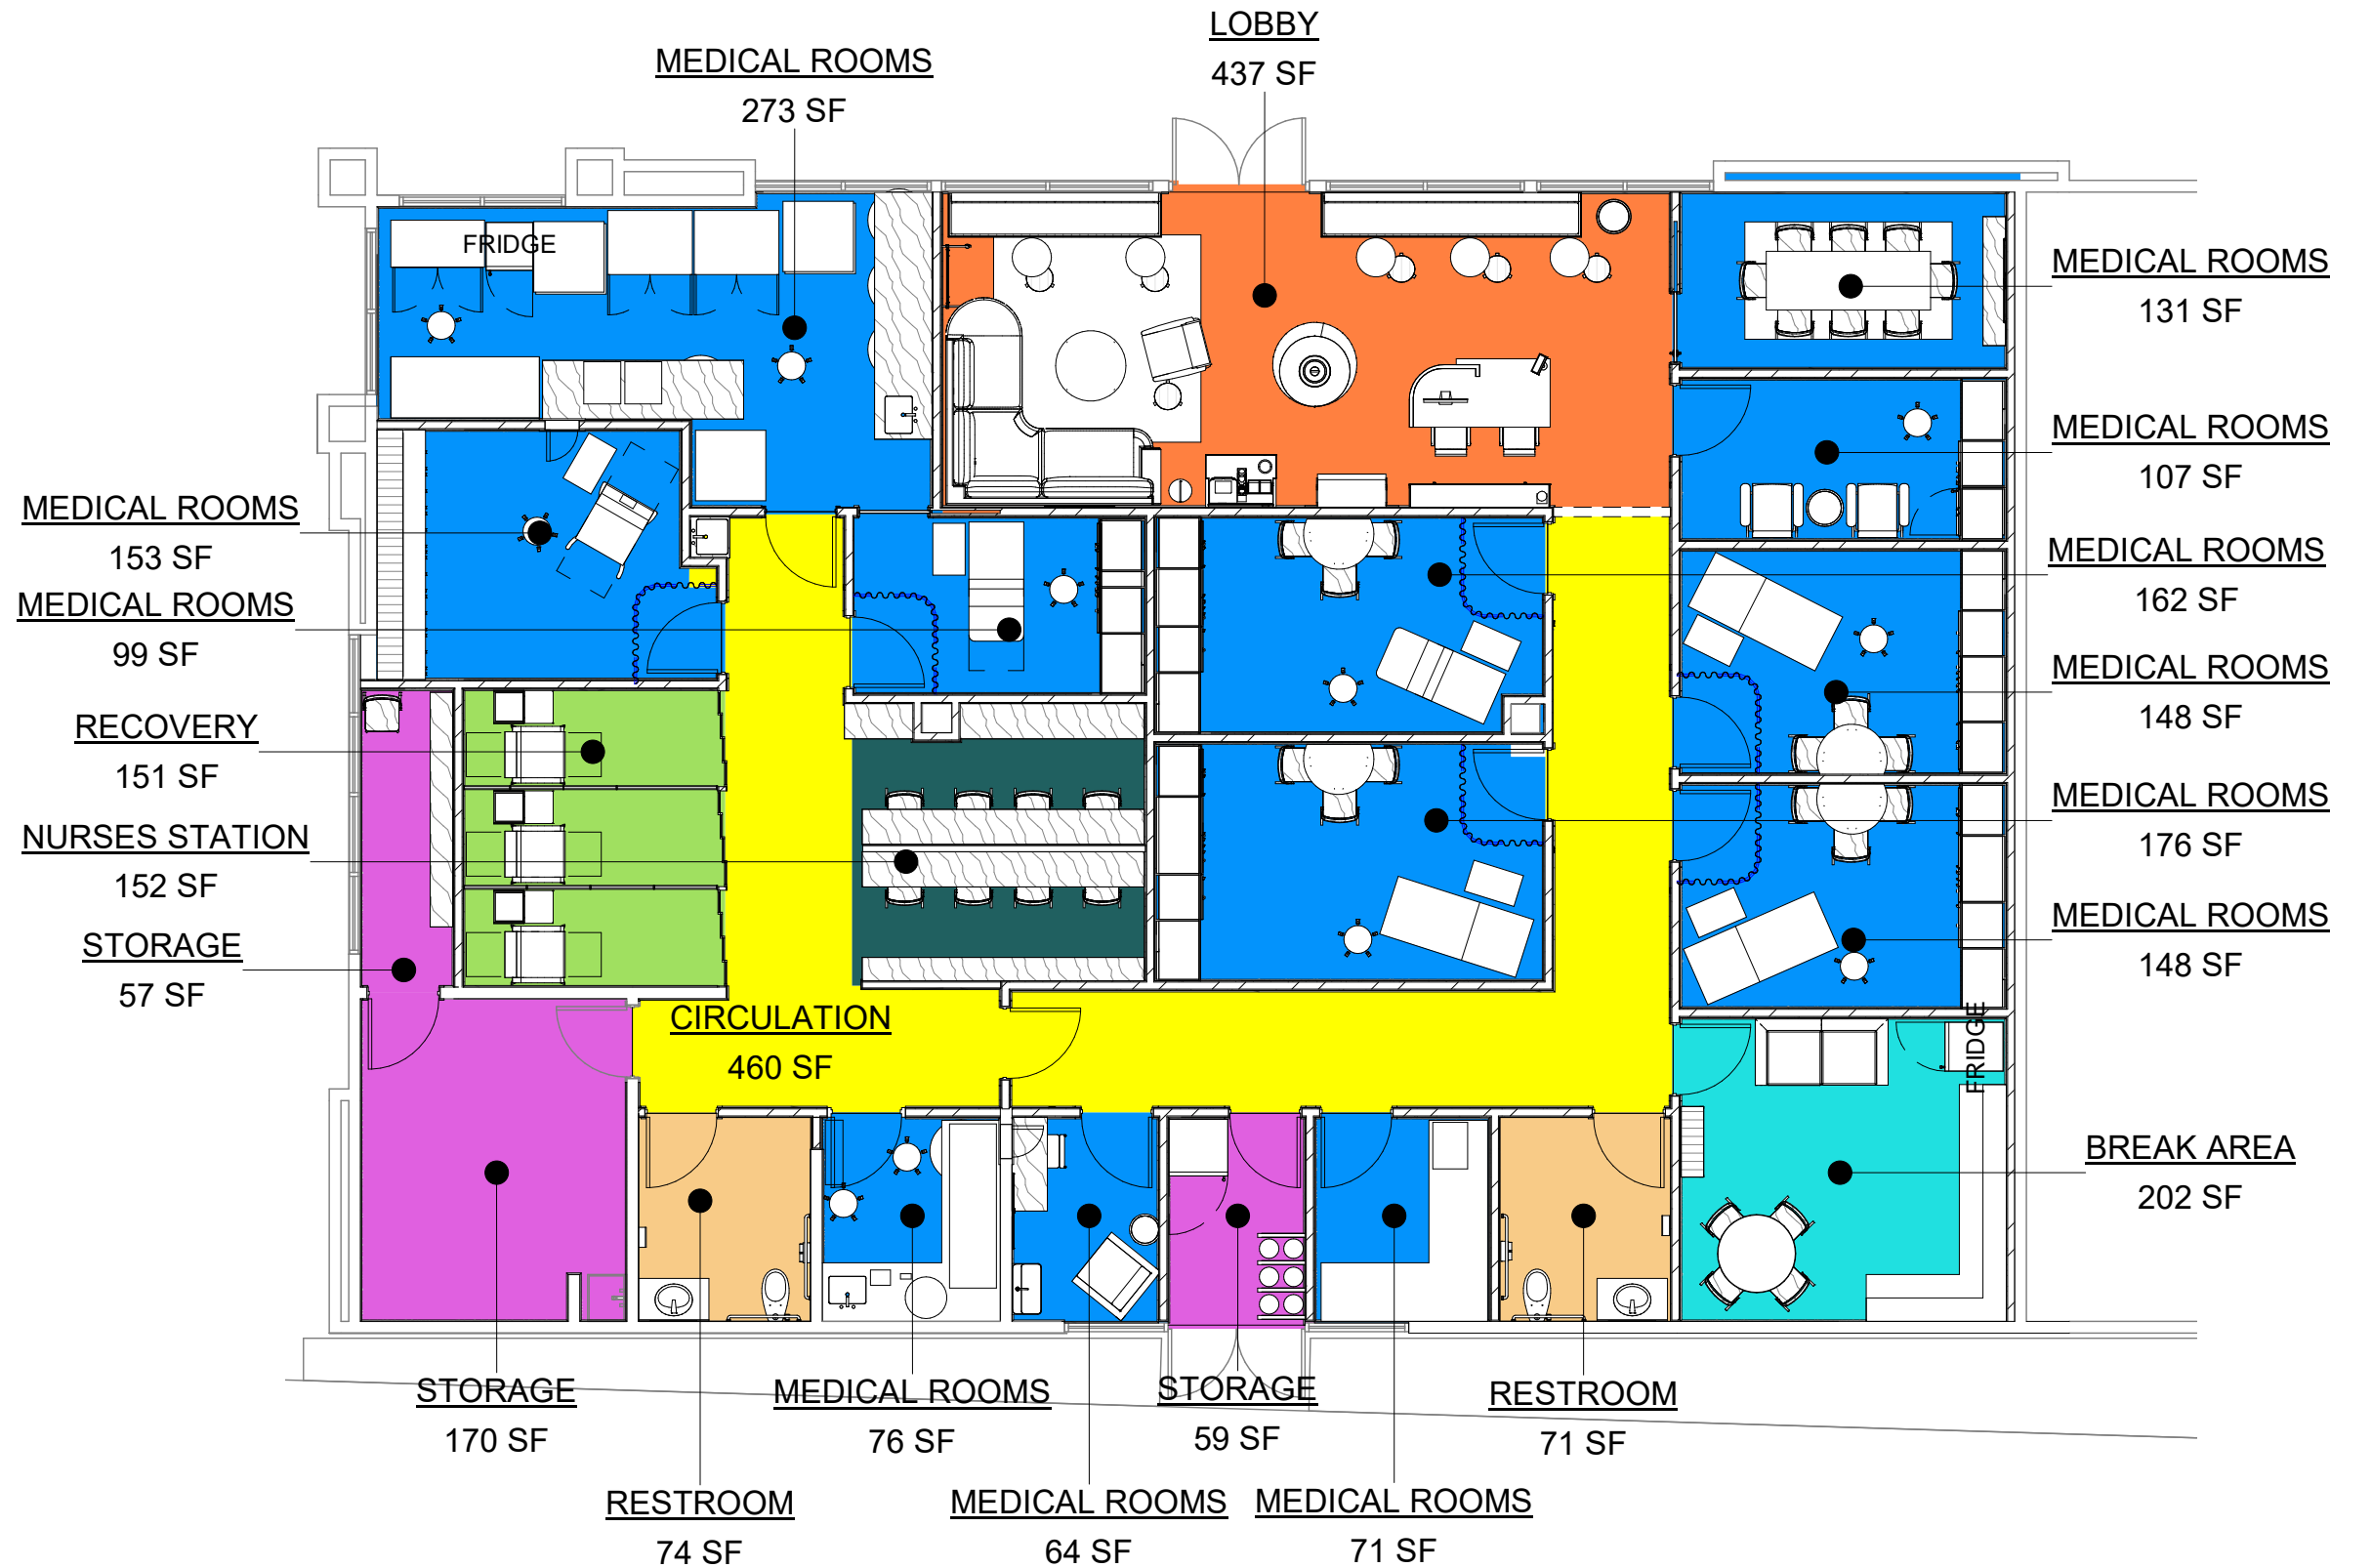 LOBBY
437 SF
MEDICAL ROOMS
273 SF
FRIDGE
MEDICAL ROOMS
131 SF
MEDICAL ROOMS
107 SF
MEDICAL ROOMS
153 SF
MEDICAL ROOMS
162 SF
MEDICAL ROOMS
99 SF
MEDICAL ROOMS
148 SF
RECOVERY
151 SF
MEDICAL ROOMS
176 SF
NURSES STATION
152 SF
MEDICAL ROOMS
148 SF
STORAGE
57 SF
CIRCULATION
460 SF
FRIDGE
BREAK AREA
202 SF
STORAGE
170 SF
MEDICAL ROOMS
76 SF
STORAGE
59 SF
RESTROOM
71 SF
RESTROOM
74 SF
MEDICAL ROOMS
64 SF
MEDICAL ROOMS
71 SF